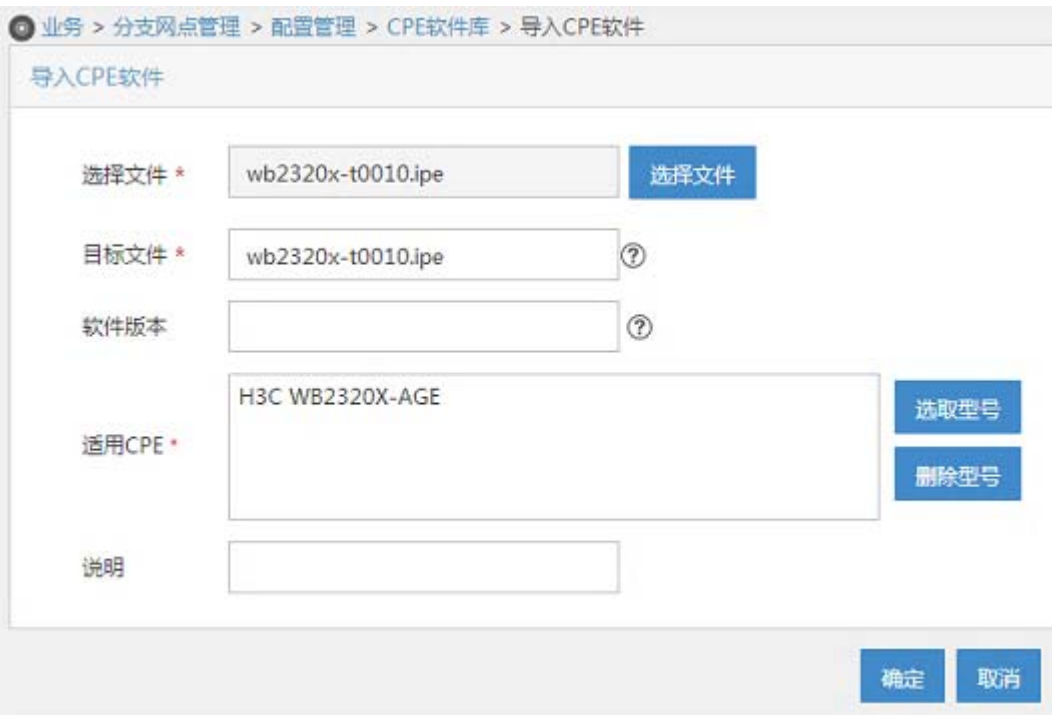 业务 > 分支网点管理 > 配置管理 > CPE软件库 > 导入CPE软件
导入CPE软件
选择文件 * wb2320x-t0010.ipe 选择文件
目标文件 * wb2320x-t0010.ipe ?
软件版本 ?
适用CPE * H3C WB2320X-AGE 选取型号
删除型号
说明
确定 取消